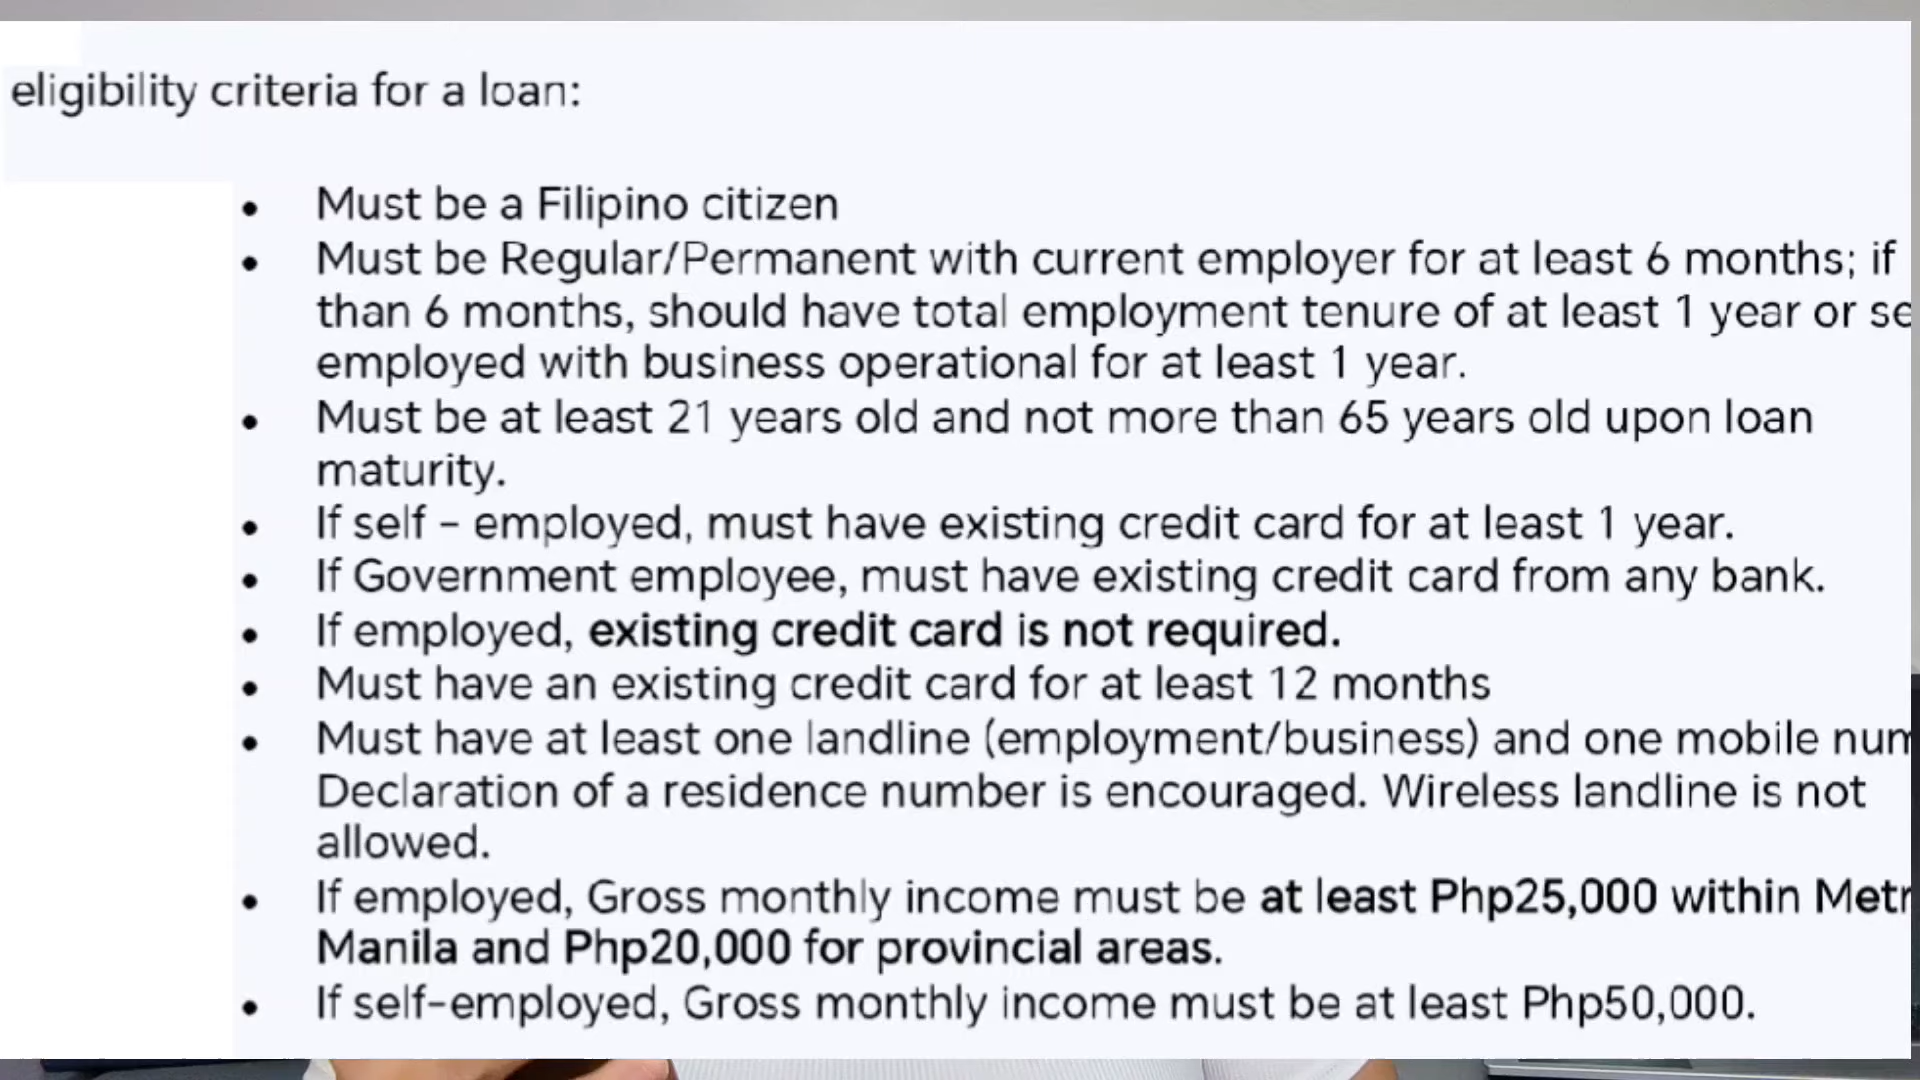 eligibility criteria for a loan:
• Must be a Filipino citizen
• Must be Regular/Permanent with current employer for at least 6 months; if
than 6 months, should have total employment tenure of at least 1 year or se
employed with business operational for at least 1 year.
• Must be at least 21 years old and not more than 65 years old upon loan
maturity.
• If self - employed, must have existing credit card for at least 1 year.
• If Government employee, must have existing credit card from any bank.
• If employed, existing credit card is not required.
• Must have an existing credit card for at least 12 months
• Must have at least one landline (employment/business) and one mobile num
Declaration of a residence number is encouraged. Wireless landline is not
allowed.
• If employed, Gross monthly income must be at least Php25,000 within Metr
Manila and Php20,000 for provincial areas.
• If self-employed, Gross monthly income must be at least Php50,000.